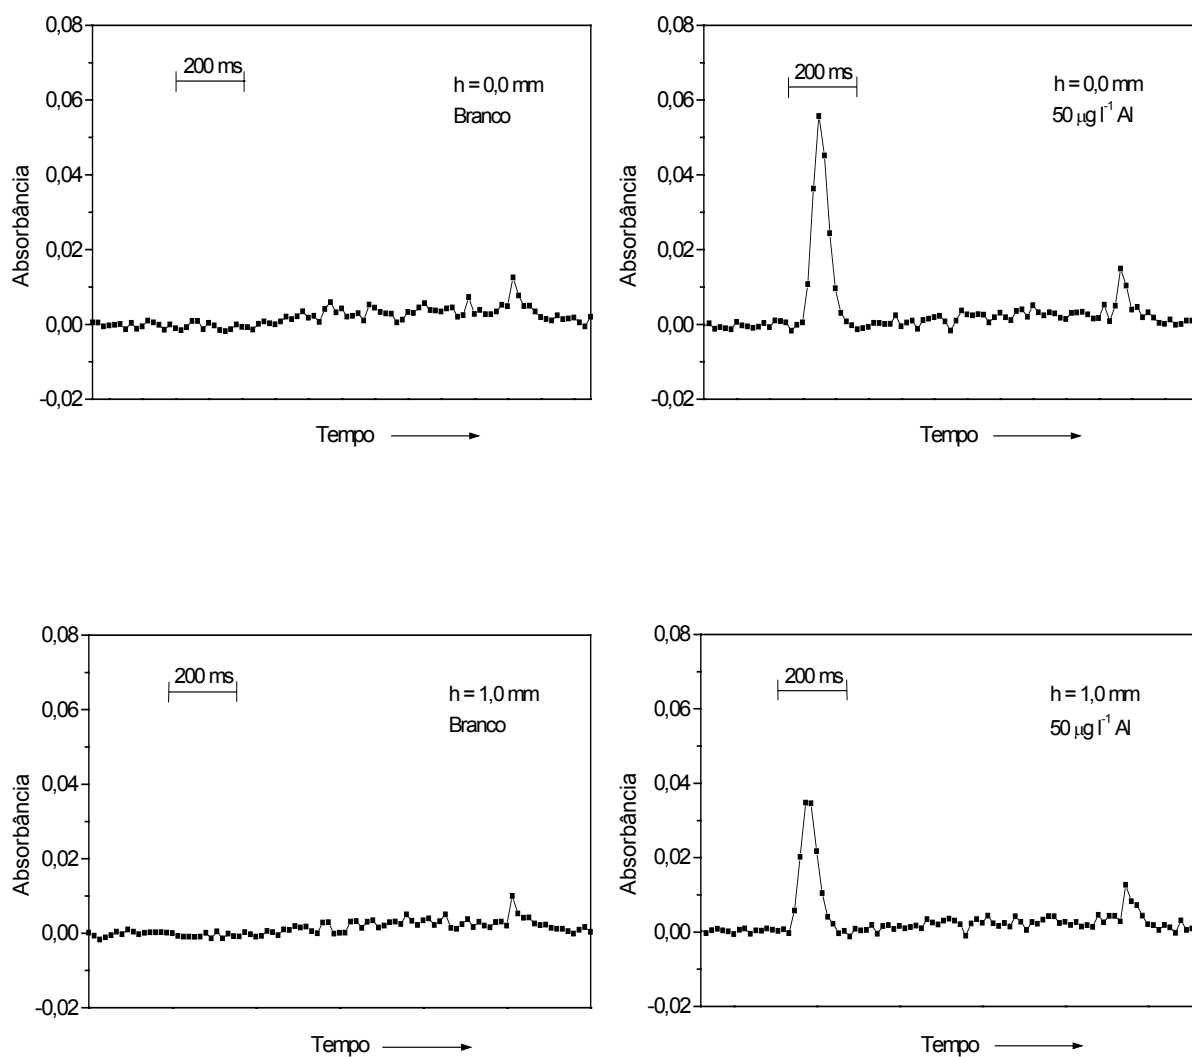 0,08
200 ms
h = 0,0 mm
Branco
0,06
0,04
0,02
0,00
-0,02
Absorbância
Tempo
0,08
200 ms
h = 0,0 mm
50 µg l⁻¹ Al
0,06
0,04
0,02
0,00
-0,02
Absorbância
Tempo
0,08
200 ms
h = 1,0 mm
Branco
0,06
0,04
0,02
0,00
-0,02
Absorbância
Tempo
0,08
200 ms
h = 1,0 mm
50 µg l⁻¹ Al
0,06
0,04
0,02
0,00
-0,02
Absorbância
Tempo